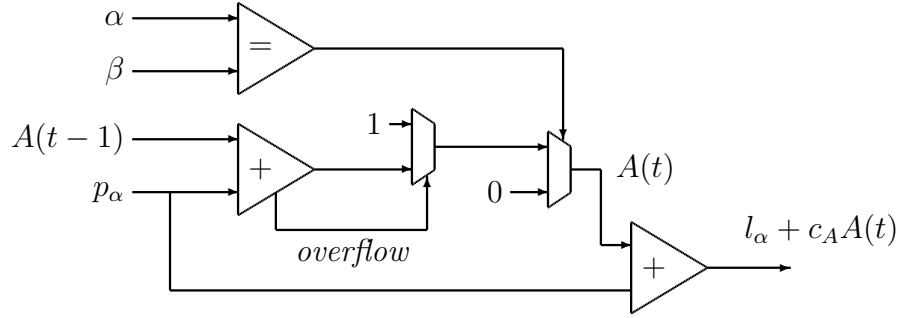 α
=
β
1
A(t − 1)
+
A(t)
p_α
0
l_α + c_A A(t)
overflow
+